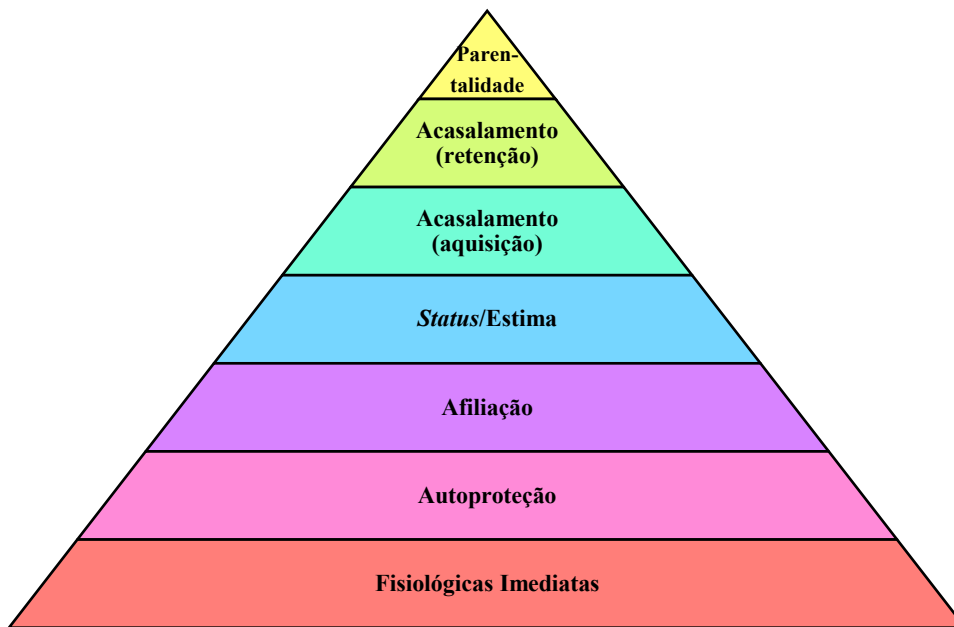 Paren-
talidade
Acasalamento
(retenção)
Acasalamento
(aquisição)
Status/Estima
Afiliação
Autoproteção
Fisiológicas Imediatas